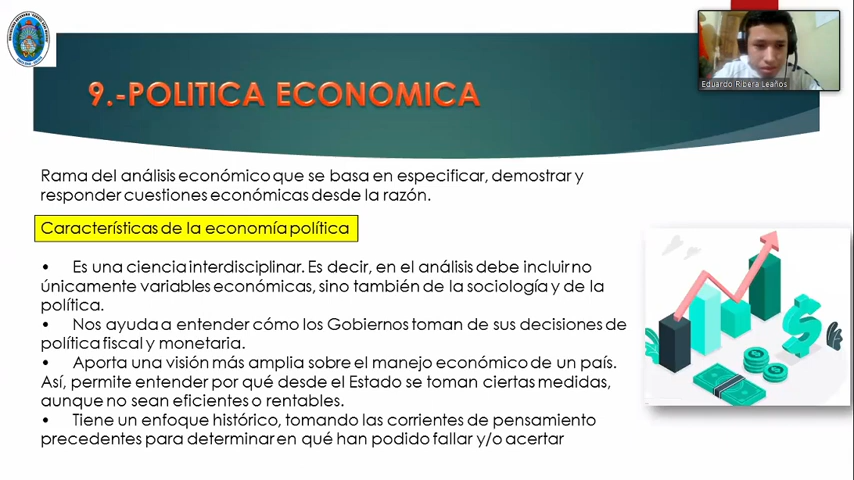 9.-POLITICA ECONOMICA
Eduardo Ribera Leaños
Rama del análisis económico que se basa en especificar, demostrar y
responder cuestiones económicas desde la razón.
Características de la economía política
• Es una ciencia interdisciplinar. Es decir, en el análisis debe incluir no
únicamente variables económicas, sino también de la sociología y de la
política.
• Nos ayuda a entender cómo los Gobiernos toman de sus decisiones de
política fiscal y monetaria.
• Aporta una visión más amplia sobre el manejo económico de un país.
Así, permite entender por qué desde el Estado se toman ciertas medidas,
aunque no sean eficientes o rentables.
• Tiene un enfoque histórico, tomando las corrientes de pensamiento
precedentes para determinar en qué han podido fallar y/o acertar